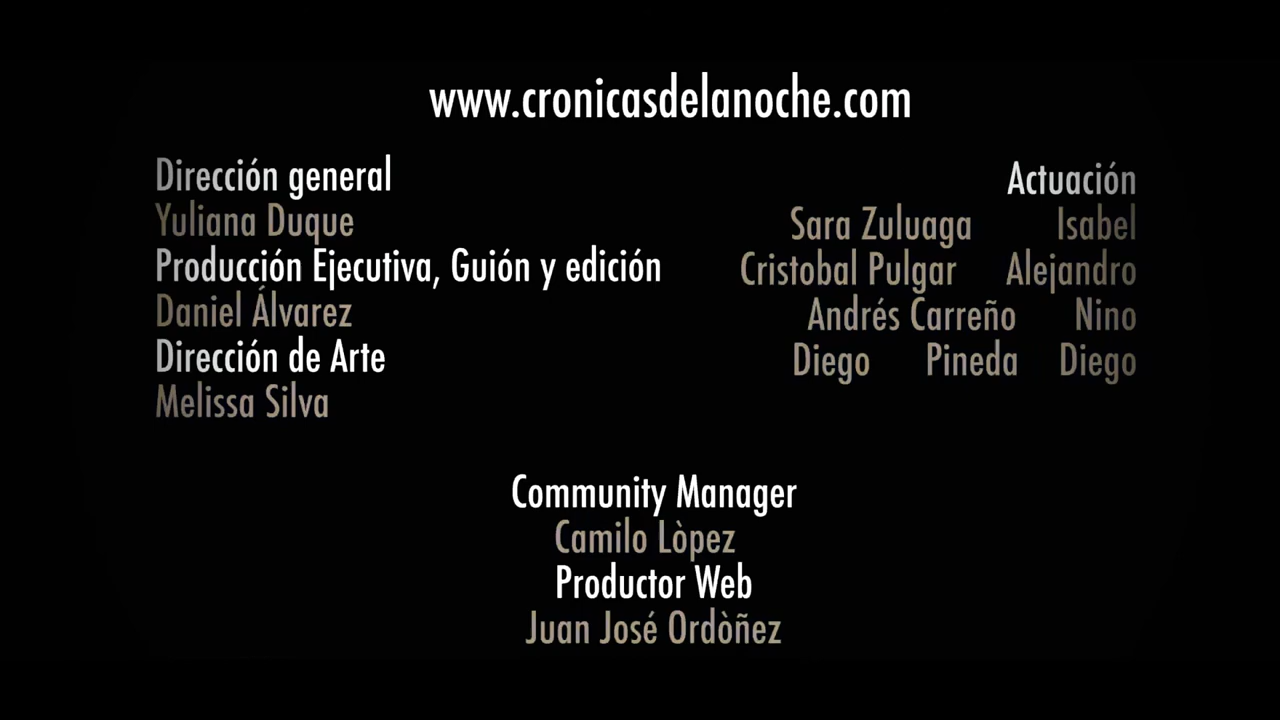 www.cronicasdelanoche.com
Dirección general
Yuliana Duque
Producción Ejecutiva, Guión y edición
Daniel Álvarez
Dirección de Arte
Melissa Silva
Actuación
Sara Zuluaga Isabel
Cristobal Pulgar Alejandro
Andrés Carreño Nino
Diego Pineda Diego
Community Manager
Camilo Lòpez
Productor Web
Juan José Ordòñez